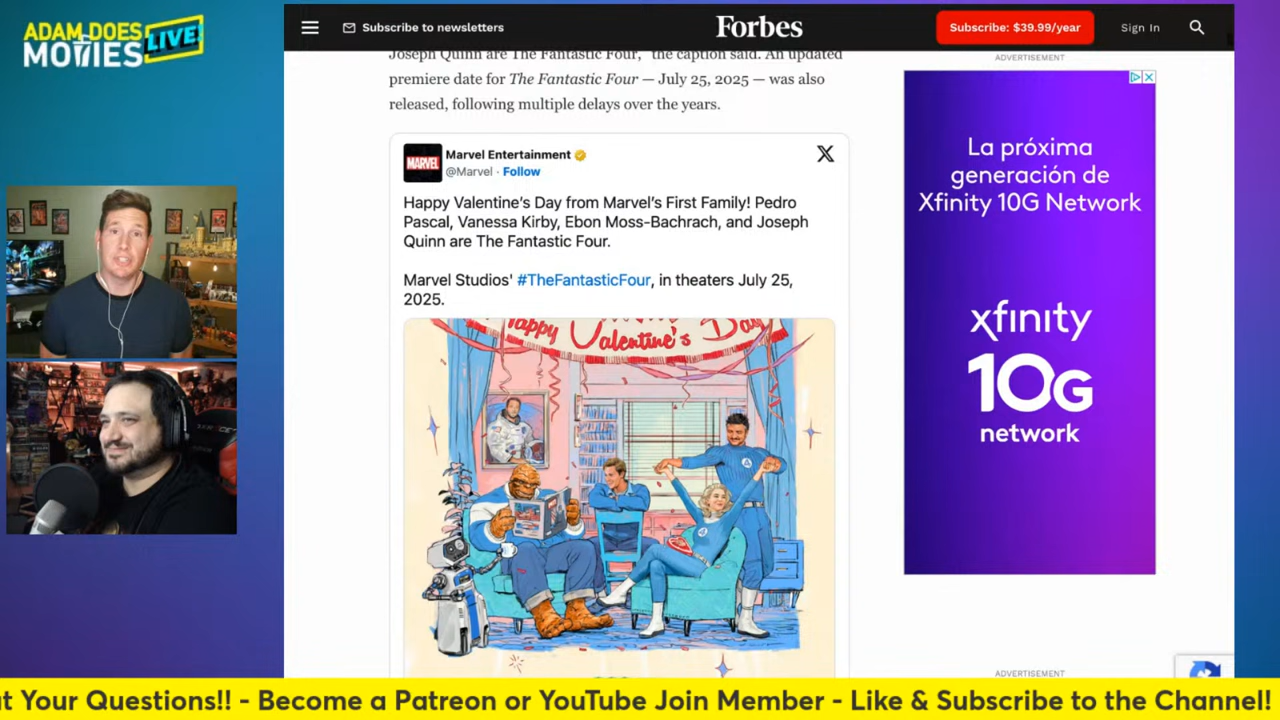 ADAM DOES
MOVIES LIVE!
Subscribe to newsletters
Forbes
Subscribe: $39.99/year
Sign In
Joseph Quinn are The Fantastic Four," the caption said. An updated
premiere date for The Fantastic Four — July 25, 2025 — was also
released, following multiple delays over the years.
MARVEL
Marvel Entertainment
@Marvel · Follow
Happy Valentine's Day from Marvel's First Family! Pedro
Pascal, Vanessa Kirby, Ebon Moss-Bachrach, and Joseph
Quinn are The Fantastic Four.
Marvel Studios' #TheFantasticFour, in theaters July 25,
2025.
Happy Valentine's Day
ADVERTISEMENT
La próxima
generación de
Xfinity 10G Network
xfinity
10G
network
ADVERTISEMENT
t Your Questions!! - Become a Patreon or YouTube Join Member - Like & Subscribe to the Channel!